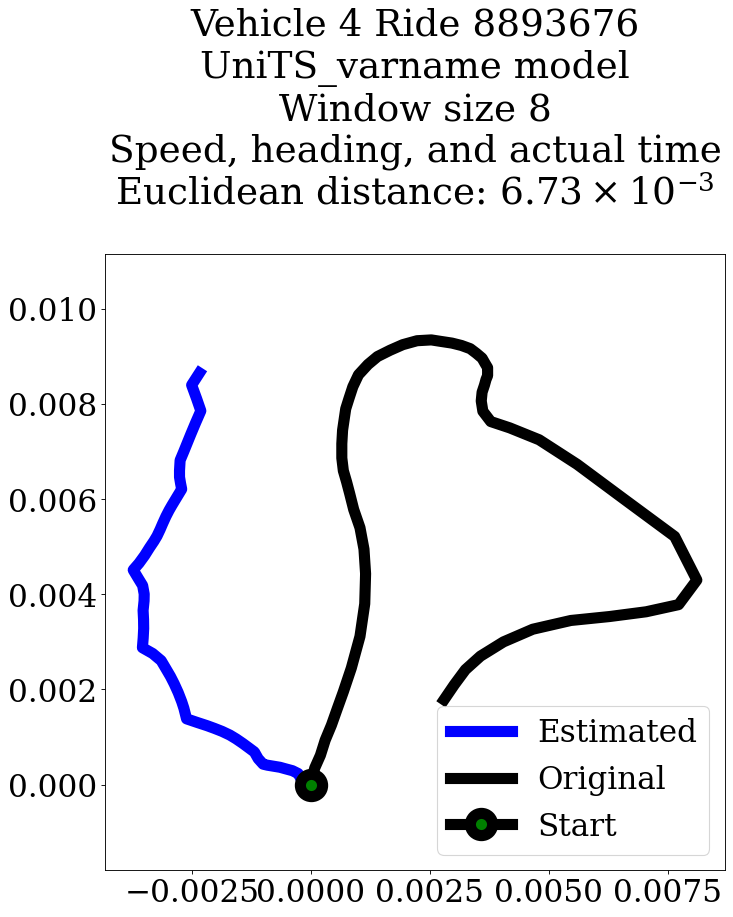 Vehicle 4 Ride 8893676
UniTS_varname model
Window size 8
Speed, heading, and actual time
Euclidean distance: 6.73 × 10⁻³
0.010
0.008
0.006
0.004
0.002
0.000
Estimated
Original
Start
−0.0025 0.0000 0.0025 0.0050 0.0075